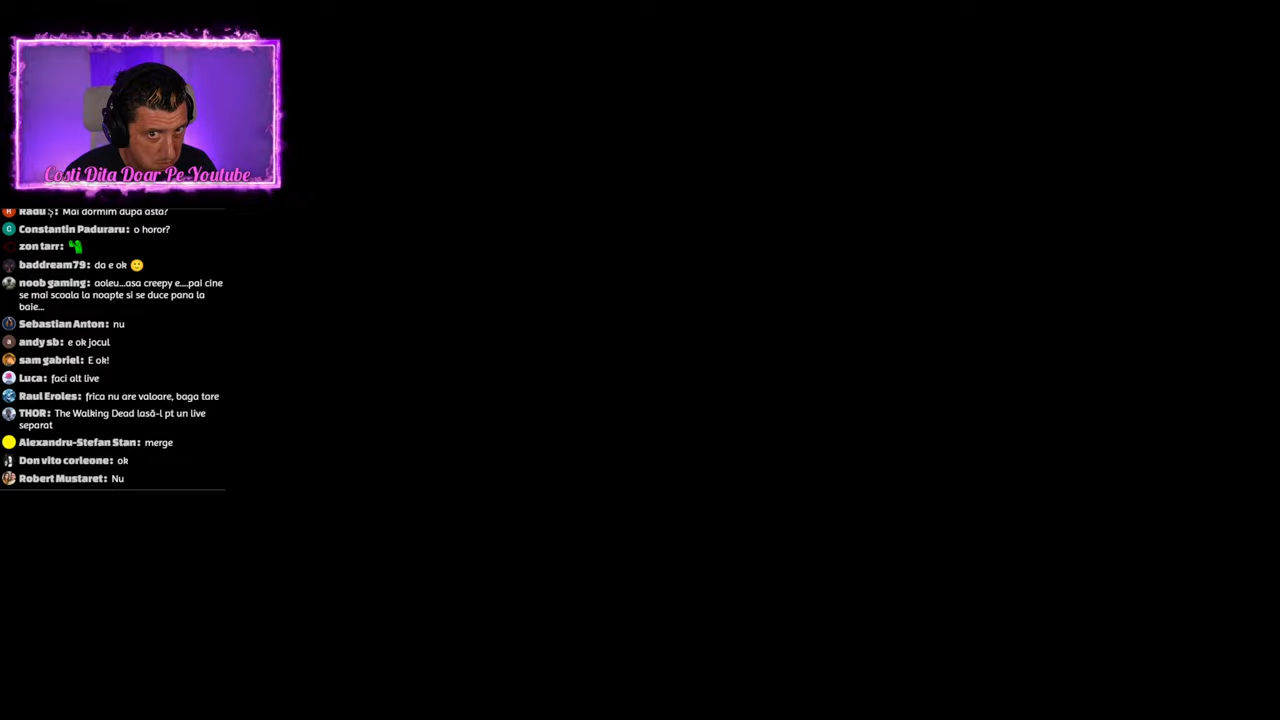 Costi Dita Doar Pe Youtube
Radu Ș: Mai dormim dupa asta?
Constantin Paduraru: o horor?
zon tarr:
baddream79: da e ok 🙂
noob gaming: aoleu...asa creepy e....pai cine
se mai scoala la noapte si se duce pana la
baie...
Sebastian Anton: nu
andy sb: e ok jocul
sam gabriel: E ok!
Luca: faci alt live
Raul Eroles: frica nu are valoare, baga tare
THOR: The Walking Dead lasă-l pt un live
separat
Alexandru-Stefan Stan: merge
Don vito corleone: ok
Robert Mustaret: Nu